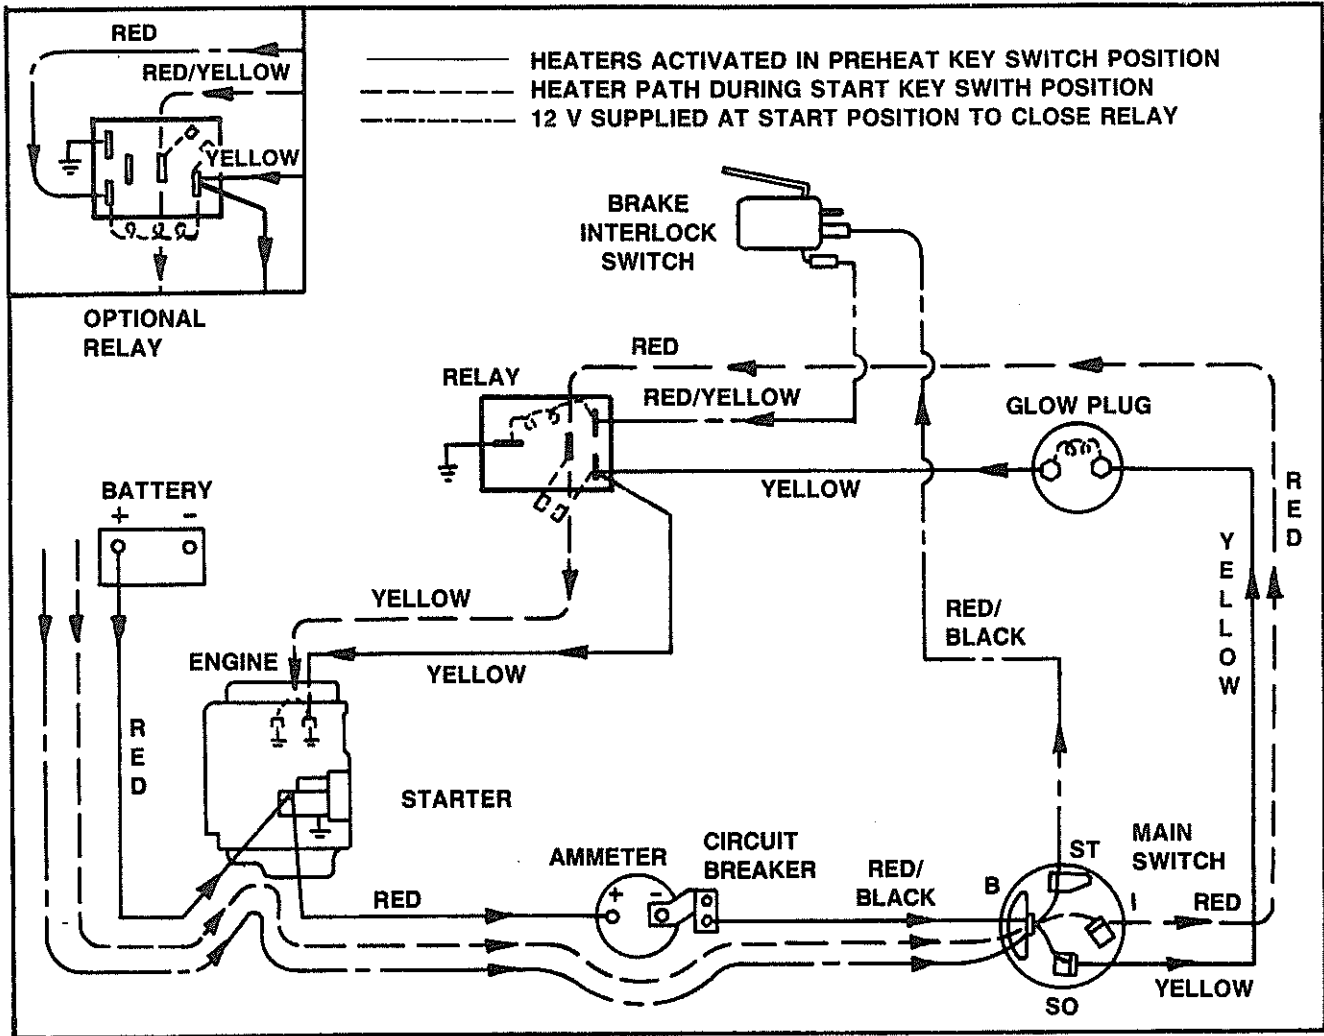 RED
RED/YELLOW
YELLOW
OPTIONAL
RELAY
HEATERS ACTIVATED IN PREHEAT KEY SWITCH POSITION
HEATER PATH DURING START KEY SWITH POSITION
12 V SUPPLIED AT START POSITION TO CLOSE RELAY
BRAKE
INTERLOCK
SWITCH
RED
RELAY
RED/YELLOW
GLOW PLUG
YELLOW
BATTERY
+ -
RED
YELLOW
RED/
BLACK
YELLOW
ENGINE
YELLOW
RED
STARTER
AMMETER
+ -
CIRCUIT
BREAKER
RED
RED/
BLACK
MAIN
SWITCH
B
ST
I
RED
SO
YELLOW